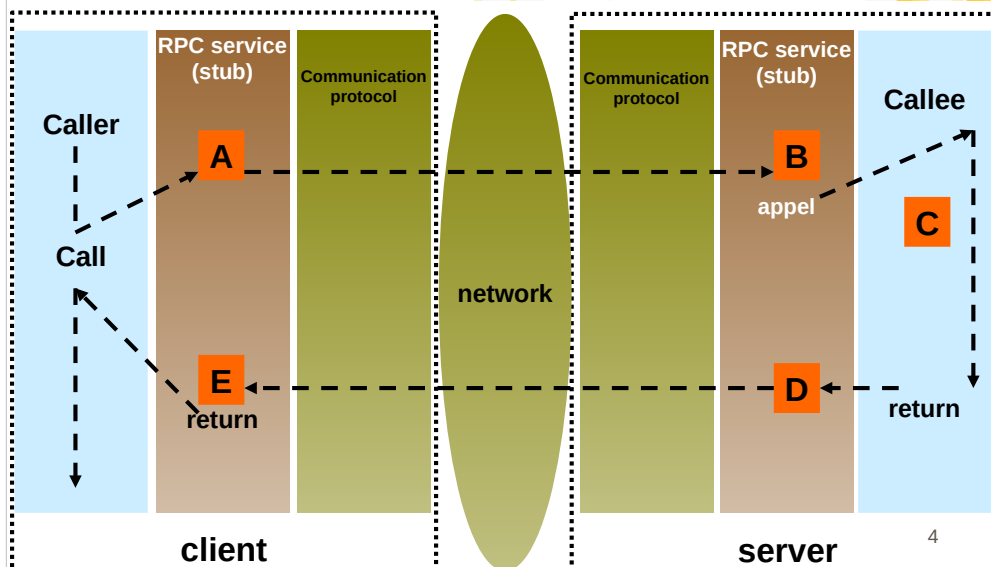 RPC service
(stub)
Communication
protocol
Caller
A
Call
E
return
client
network
Communication
protocol
RPC service
(stub)
B
appel
D
Callee
C
return
server
4